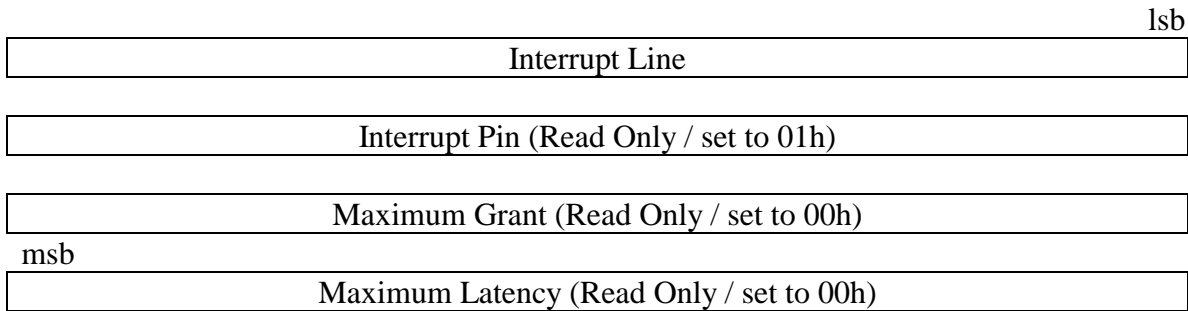 lsb
Interrupt Line
Interrupt Pin (Read Only / set to 01h)
Maximum Grant (Read Only / set to 00h)
msb
Maximum Latency (Read Only / set to 00h)